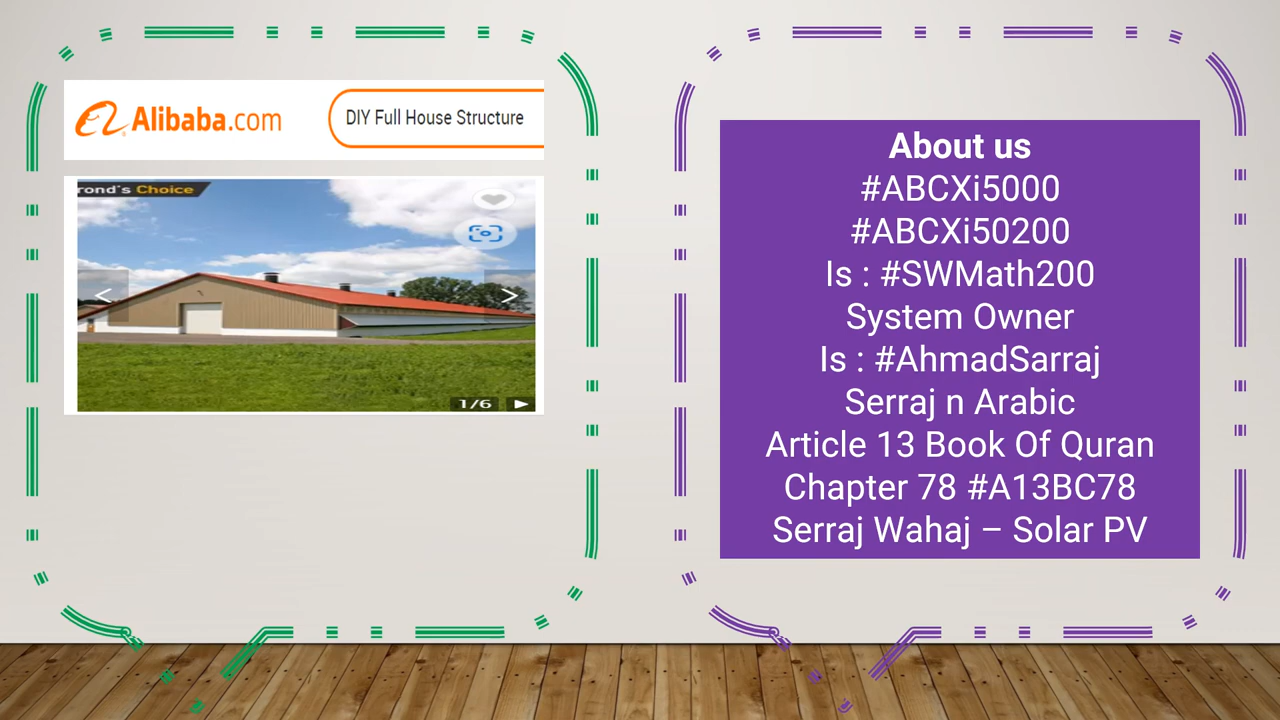 Alibaba.com
DIY Full House Structure
rond's Choice
1/6
About us
#ABCXi5000
#ABCXi50200
Is : #SWMath200
System Owner
Is : #AhmadSarraj
Serraj n Arabic
Article 13 Book Of Quran
Chapter 78 #A13BC78
Serraj Wahaj – Solar PV